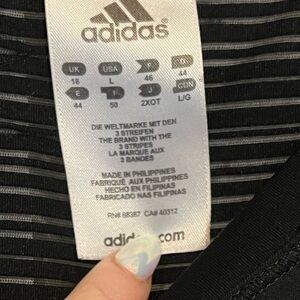 adidas
UK USA F D
18 L 46 44
E I J CDN
44 50 2XOT L/G
DIE WELTMARKE MIT DEN
3 STREIFEN
THE BRAND WITH THE
3 STRIPES
LA MARQUE AUX
3 BANDES
MADE IN PHILIPPINES
FABRIQUÉ AUX PHILIPPINES
HECHO EN FILIPINAS
FABRICADO NAS FILIPINAS
RN# 88387 CA# 40312
adid .com